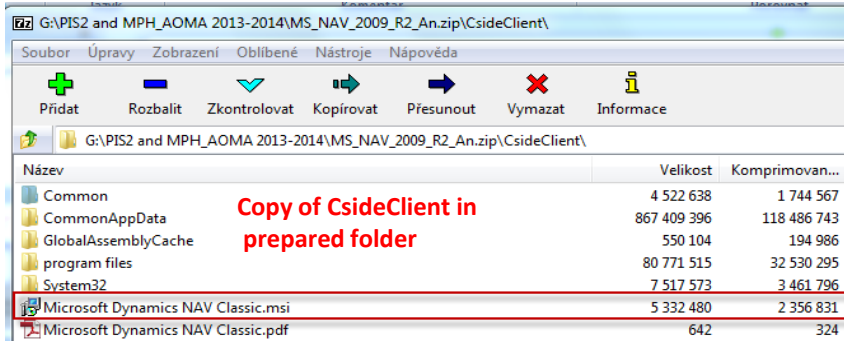 Jazyk Komentář Porovnat
G:\PIS2 and MPH_AOMA 2013-2014\MS_NAV_2009_R2_An.zip\CsideClient\
Soubor Úpravy Zobrazení Oblíbené Nástroje Nápověda
Přidat Rozbalit Zkontrolovat Kopírovat Přesunout Vymazat Informace
G:\PIS2 and MPH_AOMA 2013-2014\MS_NAV_2009_R2_An.zip\CsideClient\
Název Velikost Komprimovan...
Common 4 522 638 1 744 567
CommonAppData 867 409 396 118 486 743
GlobalAssemblyCache 550 104 194 986
program files 80 771 515 32 530 295
System32 7 517 573 3 461 796
Microsoft Dynamics NAV Classic.msi 5 332 480 2 356 831
Microsoft Dynamics NAV Classic.pdf 642 324
Copy of CsideClient in
prepared folder